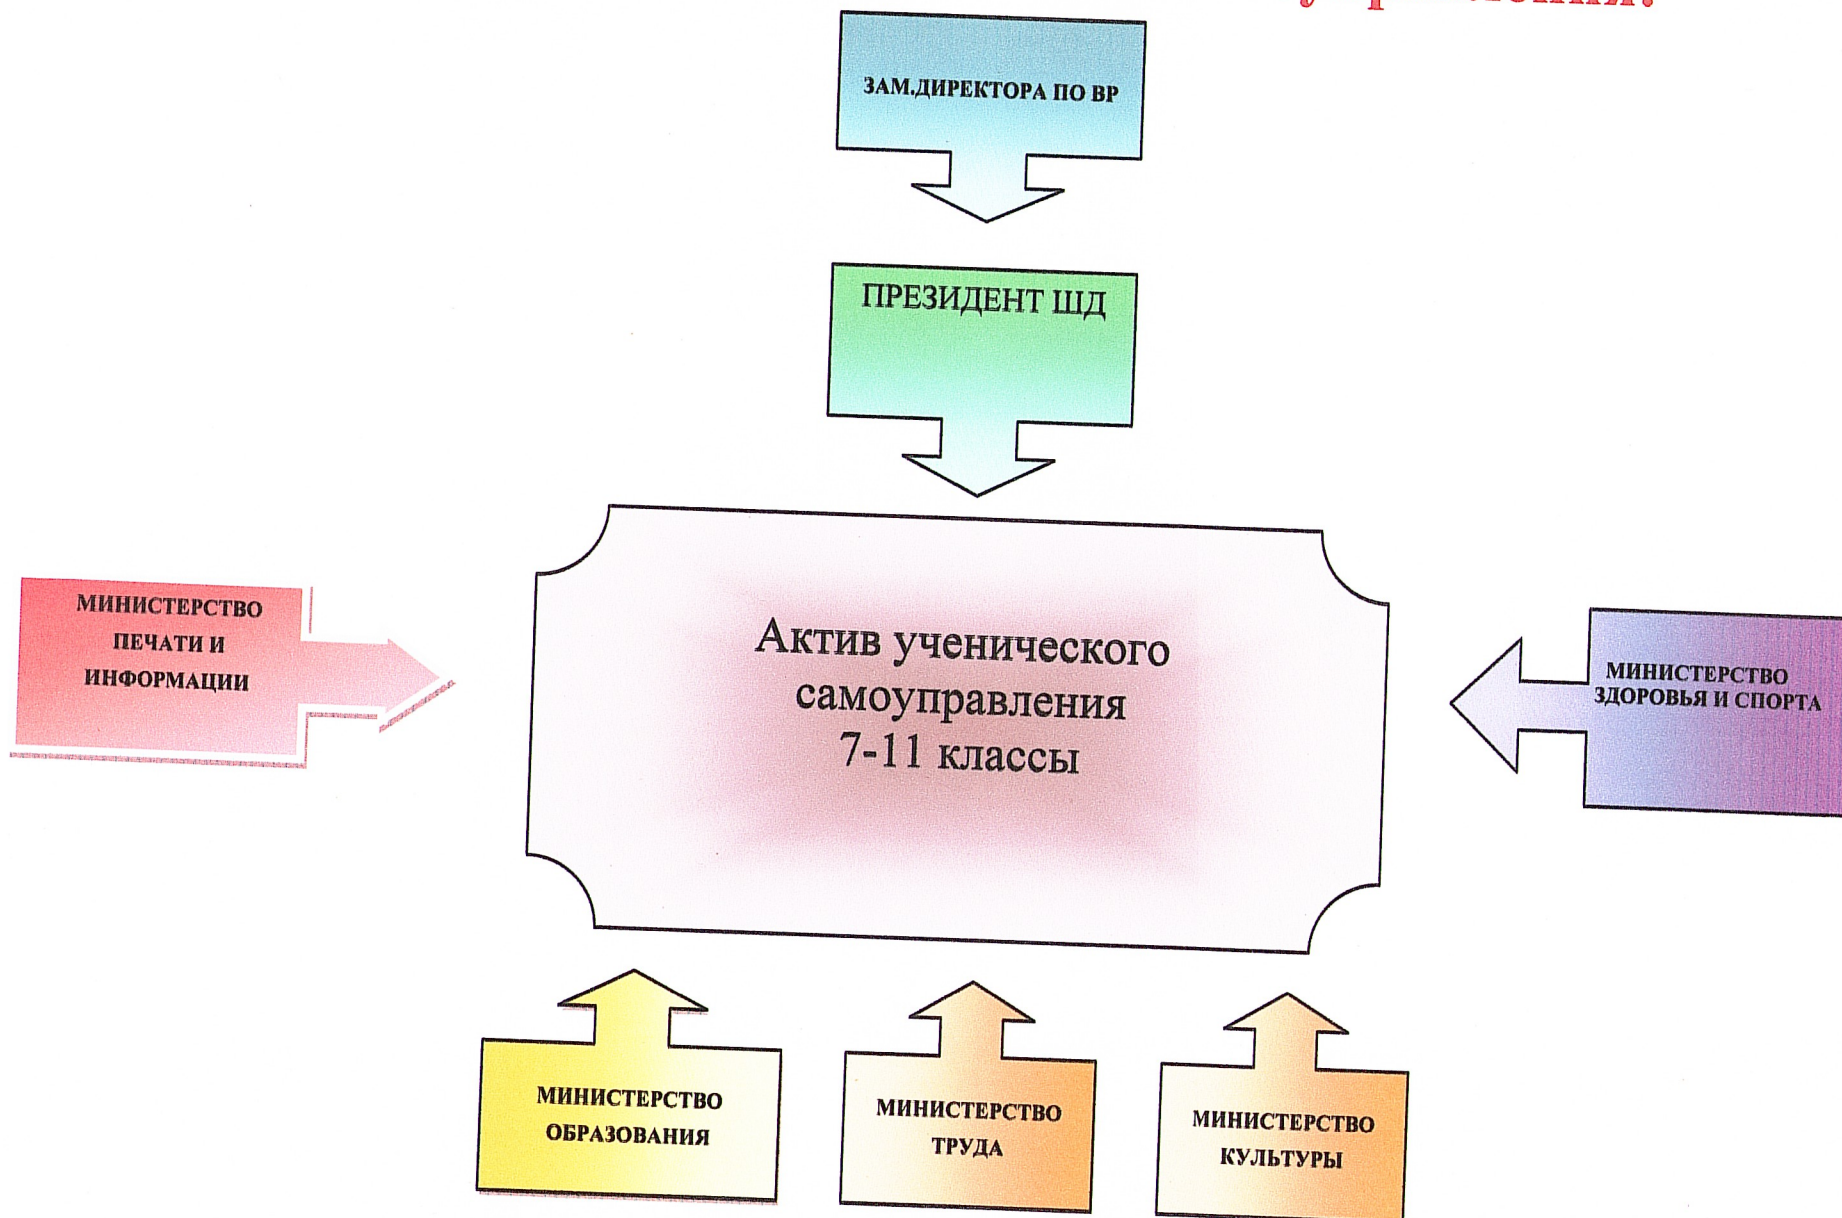 ЗАМ.ДИРЕКТОРА ПО ВР
ПРЕЗИДЕНТ ШД
Актив ученического
самоуправления
7-11 классы
МИНИСТЕРСТВО
ПЕЧАТИ И
ИНФОРМАЦИИ
МИНИСТЕРСТВО
ЗДОРОВЬЯ И СПОРТА
МИНИСТЕРСТВО
ОБРАЗОВАНИЯ
МИНИСТЕРСТВО
ТРУДА
МИНИСТЕРСТВО
КУЛЬТУРЫ